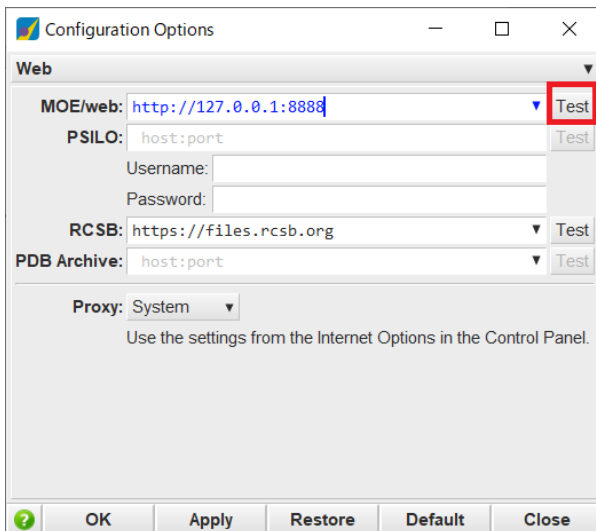 Configuration Options
Web
MOE/web: http://127.0.0.1:8888 Test
PSILO: host:port Test
Username:
Password:
RCSB: https://files.rcsb.org Test
PDB Archive: host:port Test
Proxy: System
Use the settings from the Internet Options in the Control Panel.
? OK Apply Restore Default Close